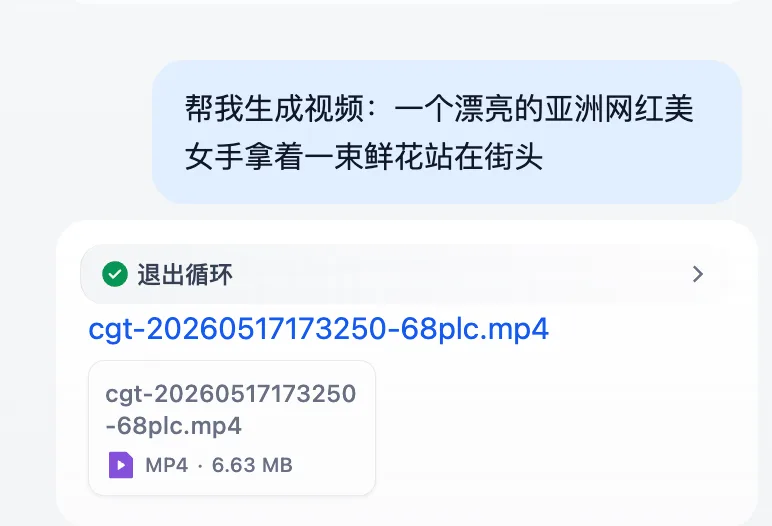 帮我生成视频：一个漂亮的亚洲网红美
女手拿着一束鲜花站在街头
退出循环
cgt-20260517173250-68plc.mp4
cgt-20260517173250
-68plc.mp4
MP4 · 6.63 MB